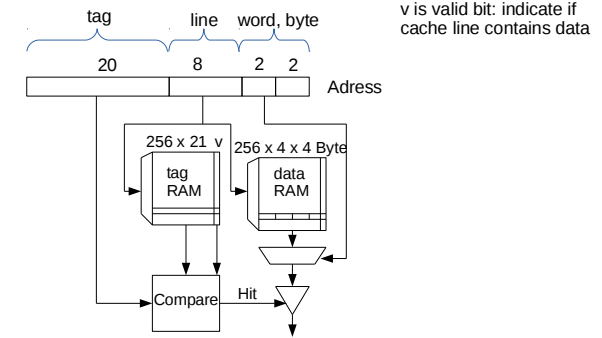 v is valid bit: indicate if
cache line contains data
tag
line
word, byte
20
8
2
2
Adress
256 x 21 v
256 x 4 x 4 Byte
tag
RAM
data
RAM
Compare
Hit